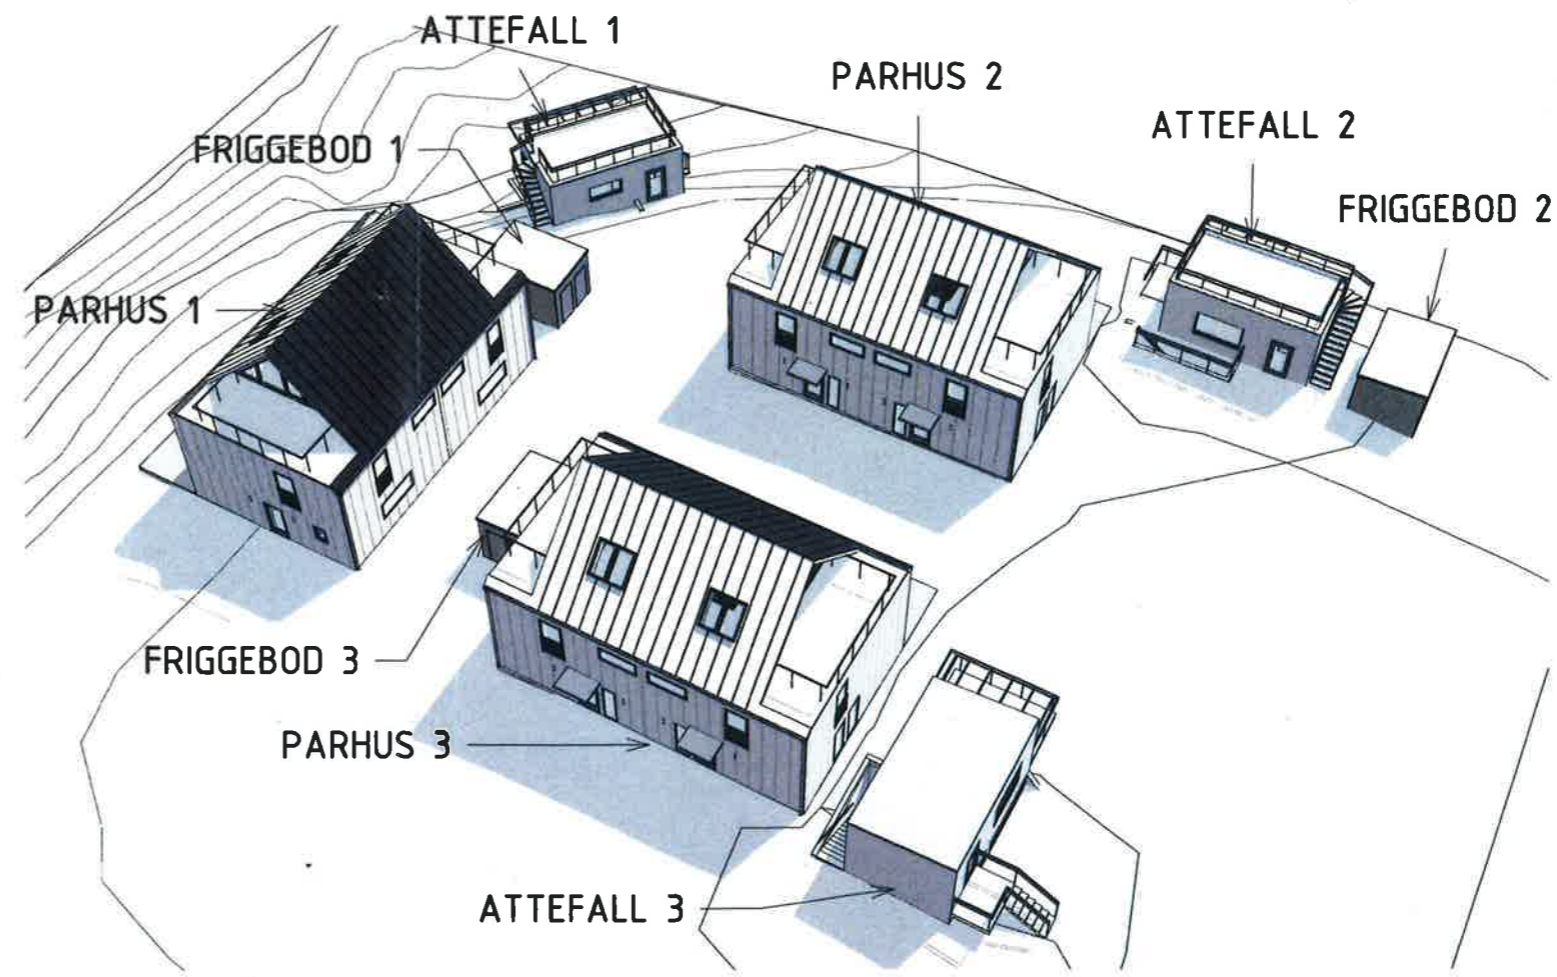 ATTEFALL 1
PARHUS 2
ATTEFALL 2
FRIGGEBOD 1
FRIGGEBOD 2
PARHUS 1
FRIGGEBOD 3
PARHUS 3
ATTEFALL 3